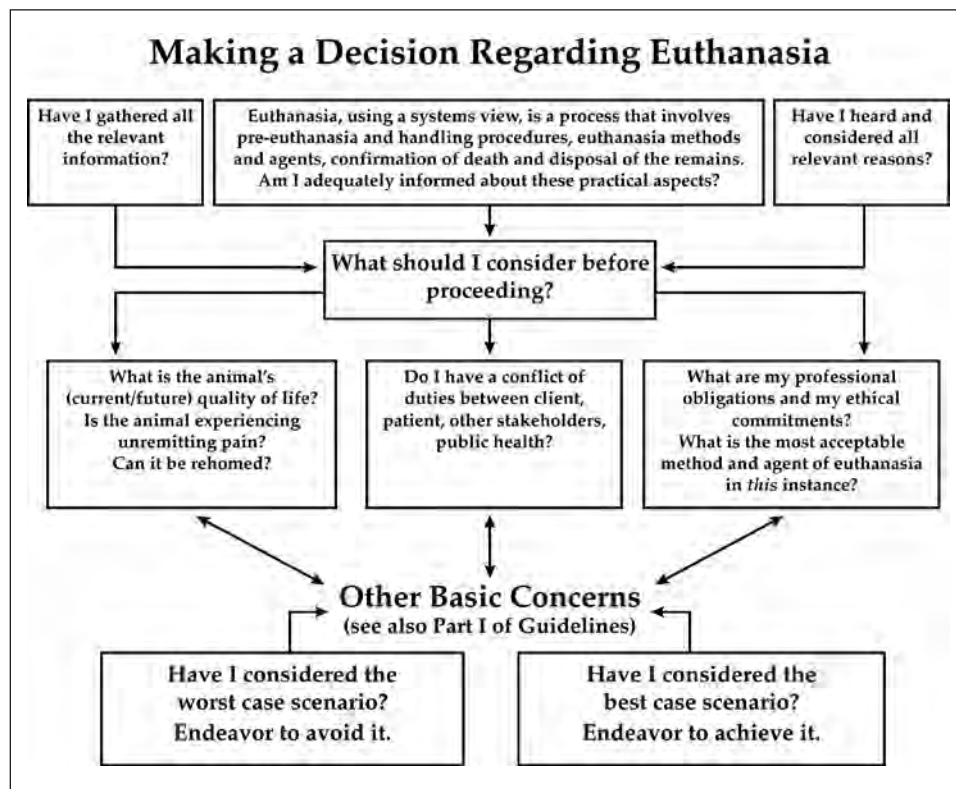 Making a Decision Regarding Euthanasia
Have I gathered all
the relevant
information?
Euthanasia, using a systems view, is a process that involves
pre-euthanasia and handling procedures, euthanasia methods
and agents, confirmation of death and disposal of the remains.
Am I adequately informed about these practical aspects?
Have I heard and
considered all
relevant reasons?
What should I consider before
proceeding?
What is the animal's
(current/future) quality of life?
Is the animal experiencing
unremitting pain?
Can it be rehomed?
Do I have a conflict of
duties between client,
patient, other stakeholders,
public health?
What are my professional
obligations and my ethical
commitments?
What is the most acceptable
method and agent of euthanasia
in this instance?
Other Basic Concerns
(see also Part I of Guidelines)
Have I considered the
worst case scenario?
Endeavor to avoid it.
Have I considered the
best case scenario?
Endeavor to achieve it.